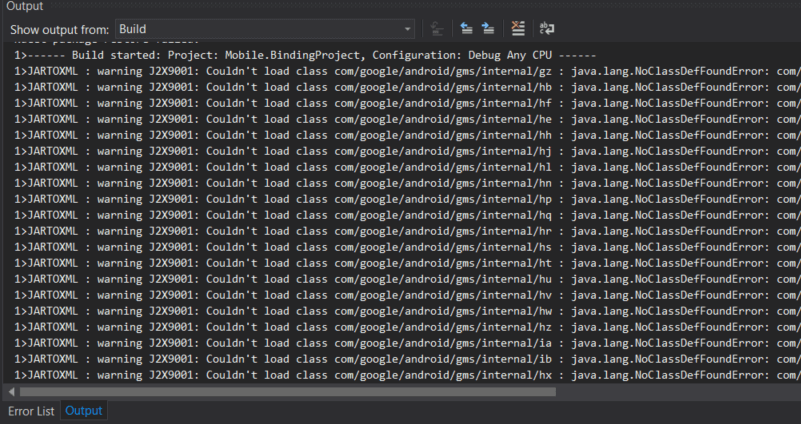 Output
Show output from: Build
1>------ Build started: Project: Mobile.BindingProject, Configuration: Debug Any CPU ------
1>JARTOXML : warning J2X9001: Couldn't load class com/google/android/gms/internal/gz : java.lang.NoClassDefFoundError: com/
1>JARTOXML : warning J2X9001: Couldn't load class com/google/android/gms/internal/hb : java.lang.NoClassDefFoundError: com/
1>JARTOXML : warning J2X9001: Couldn't load class com/google/android/gms/internal/hf : java.lang.NoClassDefFoundError: com/
1>JARTOXML : warning J2X9001: Couldn't load class com/google/android/gms/internal/he : java.lang.NoClassDefFoundError: com/
1>JARTOXML : warning J2X9001: Couldn't load class com/google/android/gms/internal/hh : java.lang.NoClassDefFoundError: com/
1>JARTOXML : warning J2X9001: Couldn't load class com/google/android/gms/internal/hj : java.lang.NoClassDefFoundError: com/
1>JARTOXML : warning J2X9001: Couldn't load class com/google/android/gms/internal/hl : java.lang.NoClassDefFoundError: com/
1>JARTOXML : warning J2X9001: Couldn't load class com/google/android/gms/internal/hn : java.lang.NoClassDefFoundError: com/
1>JARTOXML : warning J2X9001: Couldn't load class com/google/android/gms/internal/hp : java.lang.NoClassDefFoundError: com/
1>JARTOXML : warning J2X9001: Couldn't load class com/google/android/gms/internal/hq : java.lang.NoClassDefFoundError: com/
1>JARTOXML : warning J2X9001: Couldn't load class com/google/android/gms/internal/hr : java.lang.NoClassDefFoundError: com/
1>JARTOXML : warning J2X9001: Couldn't load class com/google/android/gms/internal/hs : java.lang.NoClassDefFoundError: com/
1>JARTOXML : warning J2X9001: Couldn't load class com/google/android/gms/internal/ht : java.lang.NoClassDefFoundError: com/
1>JARTOXML : warning J2X9001: Couldn't load class com/google/android/gms/internal/hu : java.lang.NoClassDefFoundError: com/
1>JARTOXML : warning J2X9001: Couldn't load class com/google/android/gms/internal/hv : java.lang.NoClassDefFoundError: com/
1>JARTOXML : warning J2X9001: Couldn't load class com/google/android/gms/internal/hw : java.lang.NoClassDefFoundError: com/
1>JARTOXML : warning J2X9001: Couldn't load class com/google/android/gms/internal/hz : java.lang.NoClassDefFoundError: com/
1>JARTOXML : warning J2X9001: Couldn't load class com/google/android/gms/internal/ia : java.lang.NoClassDefFoundError: com/
1>JARTOXML : warning J2X9001: Couldn't load class com/google/android/gms/internal/ib : java.lang.NoClassDefFoundError: com/
1>JARTOXML : warning J2X9001: Couldn't load class com/google/android/gms/internal/hx : java.lang.NoClassDefFoundError: com/
Error List Output